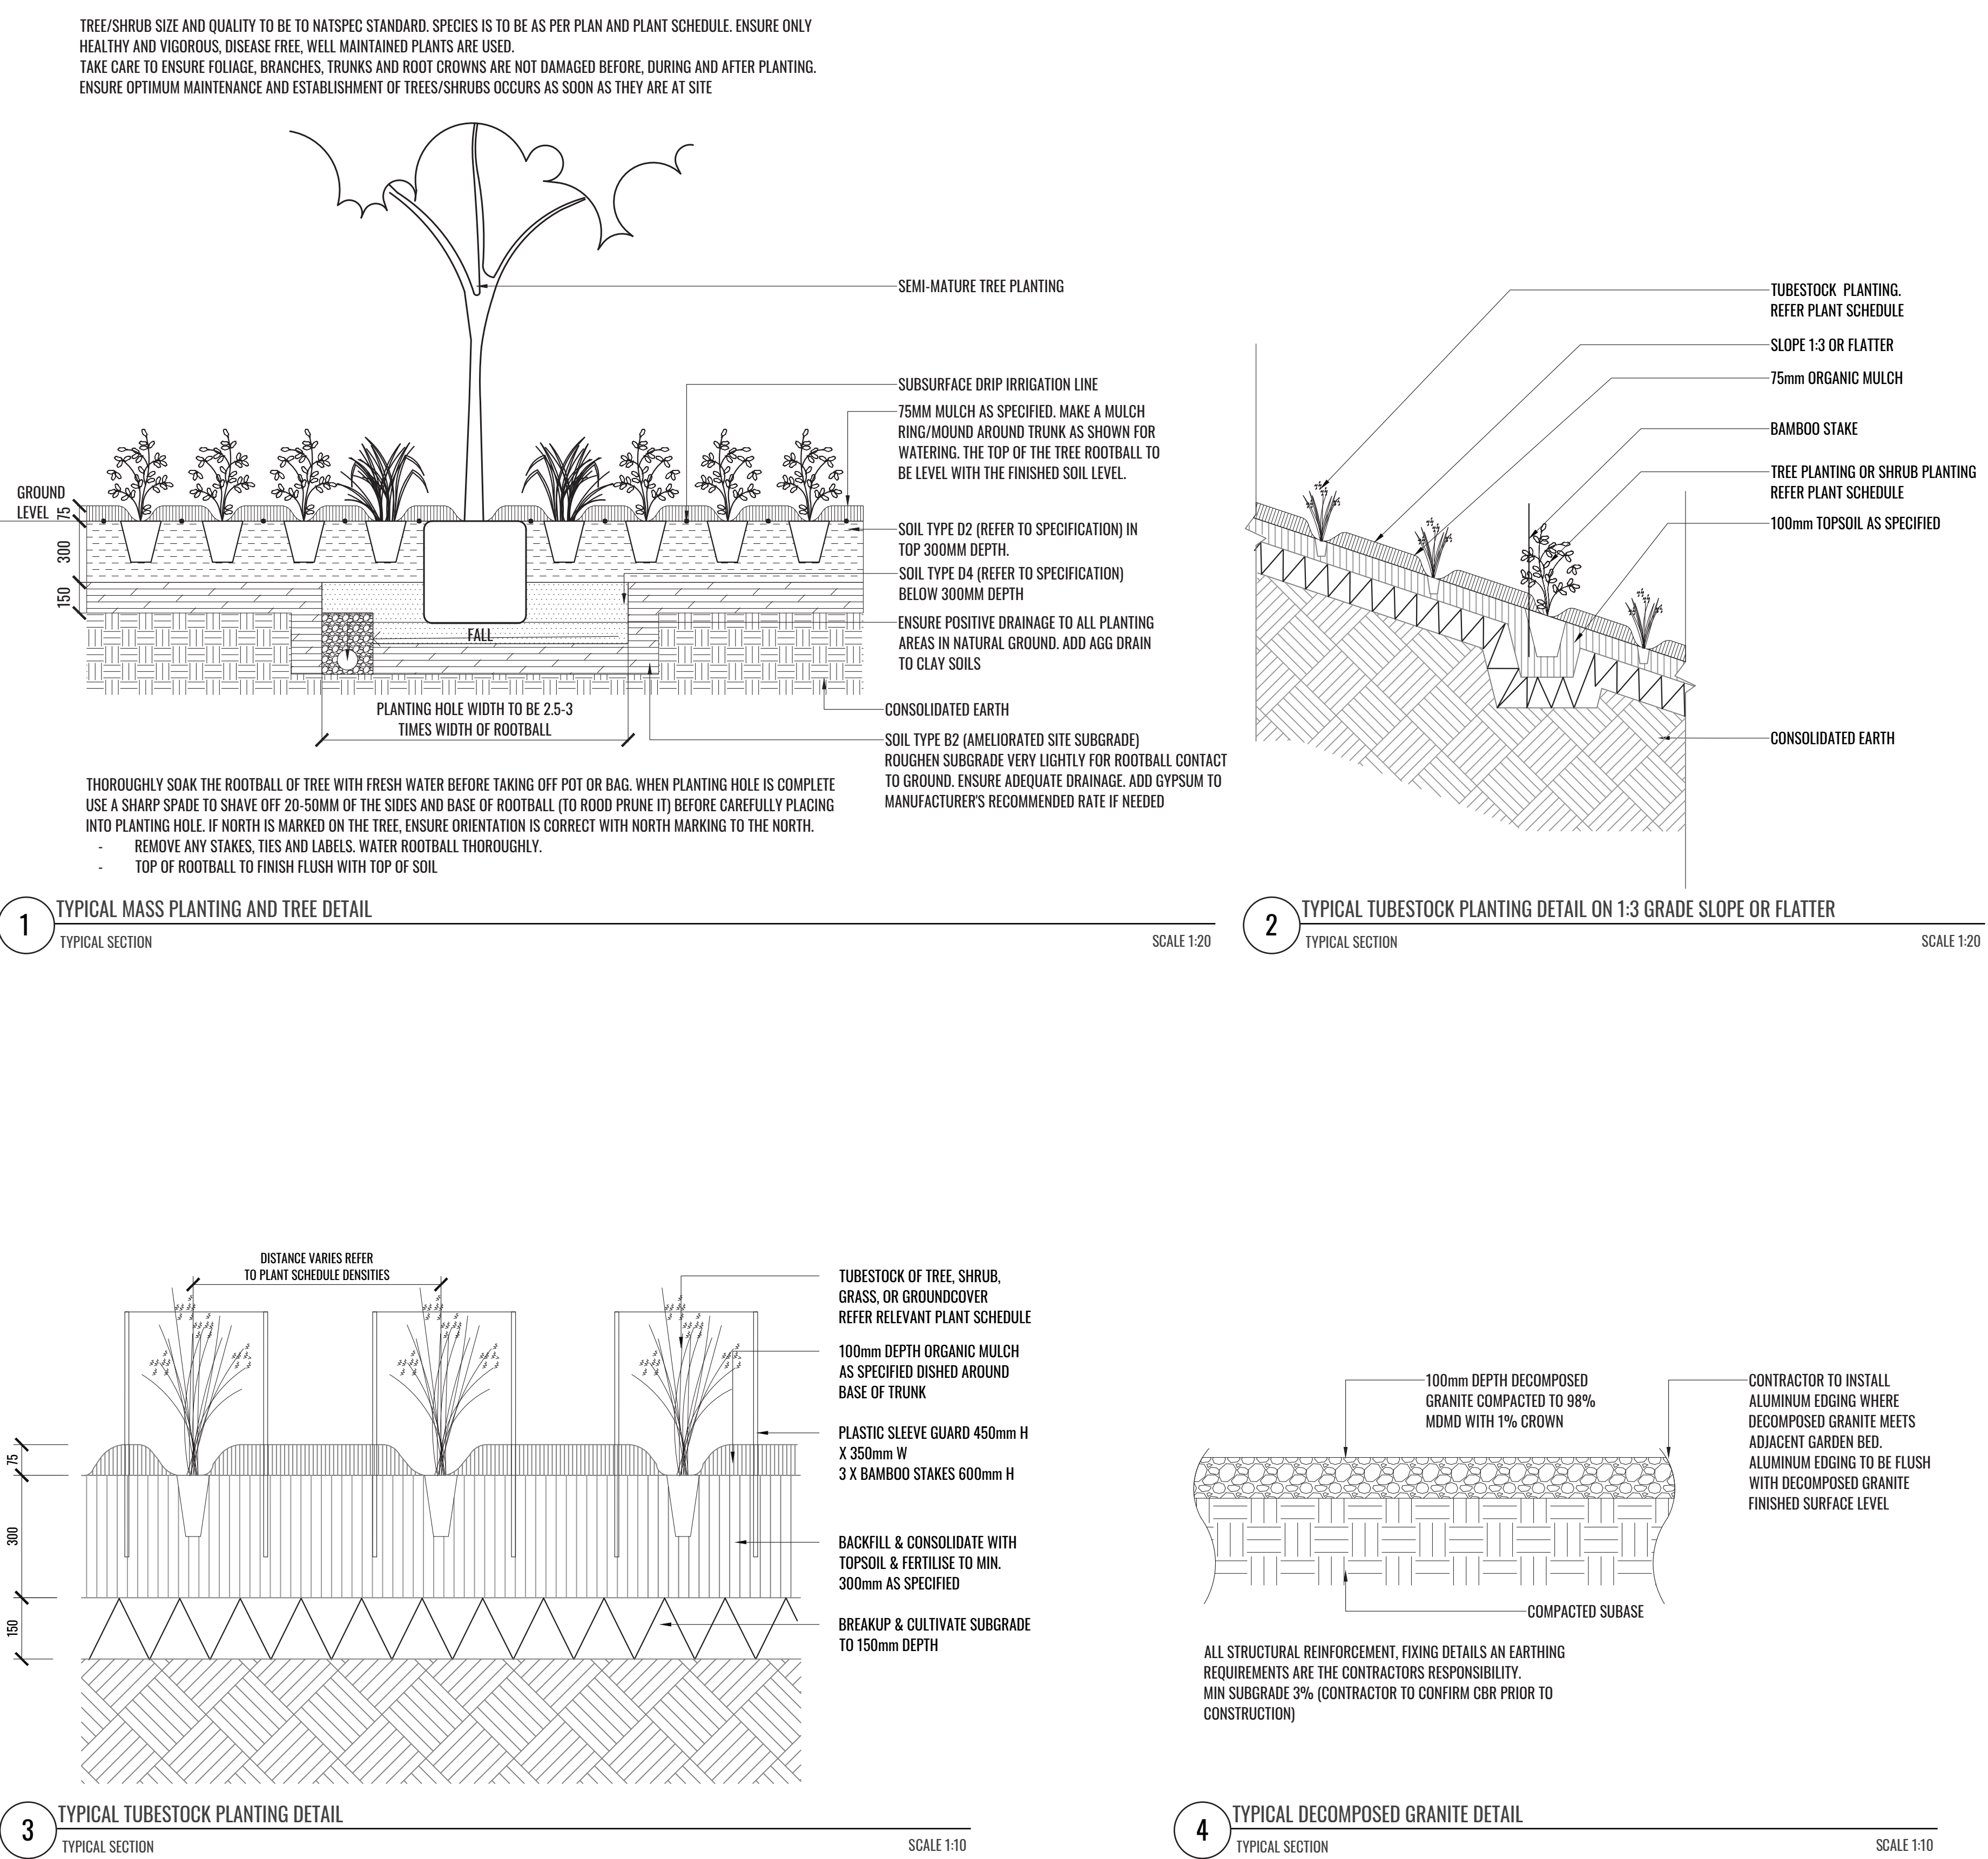 TREE/SHRUB SIZE AND QUALITY TO BE TO NATSPEC STANDARD. SPECIES IS TO BE AS PER PLAN AND PLANT SCHEDULE. ENSURE ONLY
HEALTHY AND VIGOROUS, DISEASE FREE, WELL MAINTAINED PLANTS ARE USED.
TAKE CARE TO ENSURE FOLIAGE, BRANCHES, TRUNKS AND ROOT CROWNS ARE NOT DAMAGED BEFORE, DURING AND AFTER PLANTING.
ENSURE OPTIMUM MAINTENANCE AND ESTABLISHMENT OF TREES/SHRUBS OCCURS AS SOON AS THEY ARE AT SITE
SEMI-MATURE TREE PLANTING
SUBSURFACE DRIP IRRIGATION LINE
75MM MULCH AS SPECIFIED. MAKE A MULCH
RING/MOUND AROUND TRUNK AS SHOWN FOR
WATERING. THE TOP OF THE TREE ROOTBALL TO
BE LEVEL WITH THE FINISHED SOIL LEVEL.
GROUND
LEVEL
75
300
150
SOIL TYPE D2 (REFER TO SPECIFICATION) IN
TOP 300MM DEPTH.
SOIL TYPE D4 (REFER TO SPECIFICATION)
BELOW 300MM DEPTH
ENSURE POSITIVE DRAINAGE TO ALL PLANTING
AREAS IN NATURAL GROUND. ADD AGG DRAIN
TO CLAY SOILS
FALL
CONSOLIDATED EARTH
PLANTING HOLE WIDTH TO BE 2.5-3
TIMES WIDTH OF ROOTBALL
SOIL TYPE B2 (AMELIORATED SITE SUBGRADE)
ROUGHEN SUBGRADE VERY LIGHTLY FOR ROOTBALL CONTACT
TO GROUND. ENSURE ADEQUATE DRAINAGE. ADD GYPSUM TO
MANUFACTURER'S RECOMMENDED RATE IF NEEDED
THOROUGHLY SOAK THE ROOTBALL OF TREE WITH FRESH WATER BEFORE TAKING OFF POT OR BAG. WHEN PLANTING HOLE IS COMPLETE
USE A SHARP SPADE TO SHAVE OFF 20-50MM OF THE SIDES AND BASE OF ROOTBALL (TO ROOD PRUNE IT) BEFORE CAREFULLY PLACING
INTO PLANTING HOLE. IF NORTH IS MARKED ON THE TREE, ENSURE ORIENTATION IS CORRECT WITH NORTH MARKING TO THE NORTH.
- REMOVE ANY STAKES, TIES AND LABELS. WATER ROOTBALL THOROUGHLY.
- TOP OF ROOTBALL TO FINISH FLUSH WITH TOP OF SOIL
1
TYPICAL MASS PLANTING AND TREE DETAIL
TYPICAL SECTION
SCALE 1:20
TUBESTOCK PLANTING.
REFER PLANT SCHEDULE
SLOPE 1:3 OR FLATTER
75mm ORGANIC MULCH
BAMBOO STAKE
TREE PLANTING OR SHRUB PLANTING
REFER PLANT SCHEDULE
100mm TOPSOIL AS SPECIFIED
CONSOLIDATED EARTH
2
TYPICAL TUBESTOCK PLANTING DETAIL ON 1:3 GRADE SLOPE OR FLATTER
TYPICAL SECTION
SCALE 1:20
DISTANCE VARIES REFER
TO PLANT SCHEDULE DENSITIES
75
300
150
TUBESTOCK OF TREE, SHRUB,
GRASS, OR GROUNDCOVER
REFER RELEVANT PLANT SCHEDULE
100mm DEPTH ORGANIC MULCH
AS SPECIFIED DISHED AROUND
BASE OF TRUNK
PLASTIC SLEEVE GUARD 450mm H
X 350mm W
3 X BAMBOO STAKES 600mm H
BACKFILL & CONSOLIDATE WITH
TOPSOIL & FERTILISE TO MIN.
300mm AS SPECIFIED
BREAKUP & CULTIVATE SUBGRADE
TO 150mm DEPTH
3
TYPICAL TUBESTOCK PLANTING DETAIL
TYPICAL SECTION
SCALE 1:10
100mm DEPTH DECOMPOSED
GRANITE COMPACTED TO 98%
MDMD WITH 1% CROWN
CONTRACTOR TO INSTALL
ALUMINUM EDGING WHERE
DECOMPOSED GRANITE MEETS
ADJACENT GARDEN BED.
ALUMINUM EDGING TO BE FLUSH
WITH DECOMPOSED GRANITE
FINISHED SURFACE LEVEL
COMPACTED SUBASE
ALL STRUCTURAL REINFORCEMENT, FIXING DETAILS AN EARTHING
REQUIREMENTS ARE THE CONTRACTORS RESPONSIBILITY.
MIN SUBGRADE 3% (CONTRACTOR TO CONFIRM CBR PRIOR TO
CONSTRUCTION)
4
TYPICAL DECOMPOSED GRANITE DETAIL
TYPICAL SECTION
SCALE 1:10